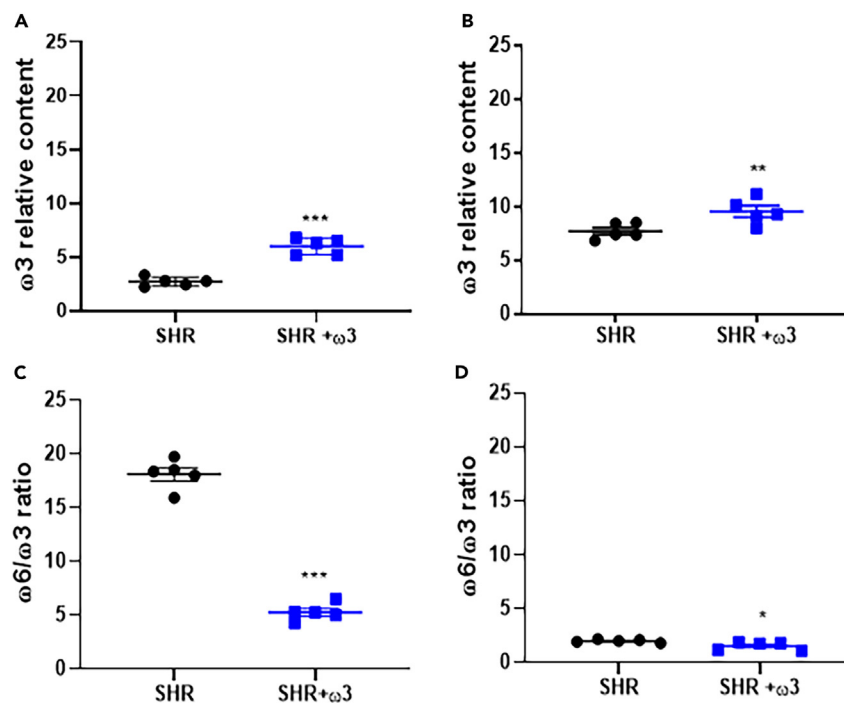 A
25
20
15
10
5
0
ω3 relative content
***
SHR
SHR +ω3
B
25
20
15
10
5
0
ω3 relative content
**
SHR
SHR +ω3
C
25
20
15
10
5
0
ω6/ω3 ratio
***
SHR
SHR+ω3
D
25
20
15
10
5
0
ω6/ω3 ratio
*
SHR
SHR +ω3